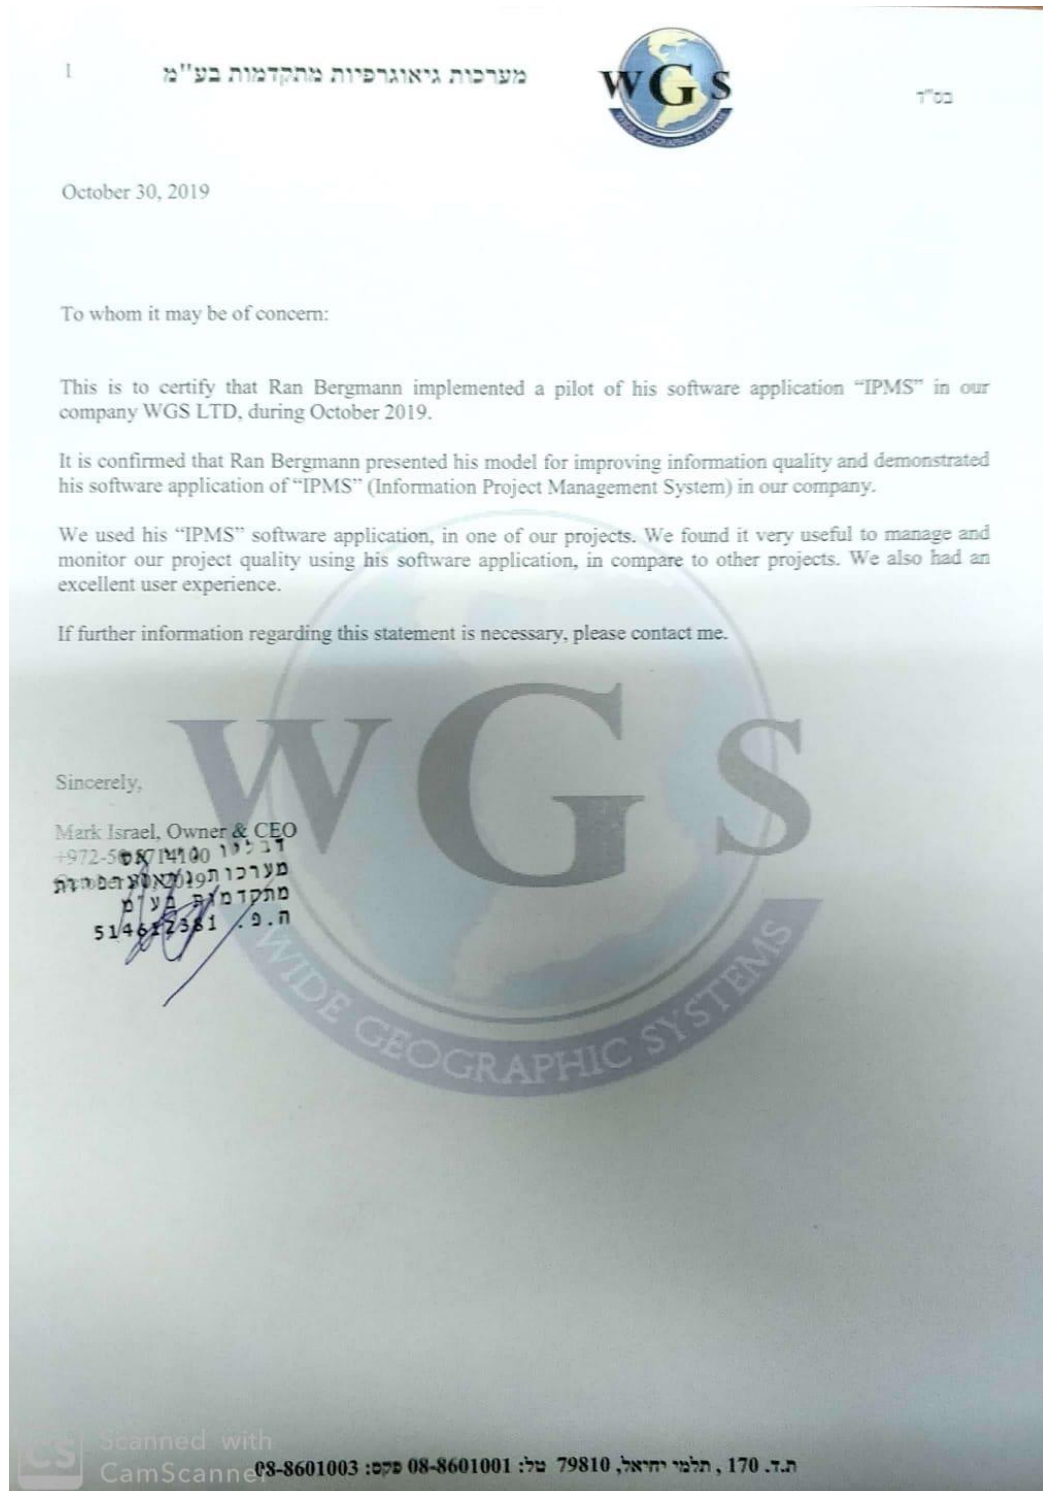 1
מערכות גיאוגרפיות מתקדמות בע"מ
WGS
WIDE GEOGRAPHIC SYSTEMS
בס"ד
October 30, 2019
To whom it may be of concern:
This is to certify that Ran Bergmann implemented a pilot of his software application “IPMS” in our
company WGS LTD, during October 2019.
It is confirmed that Ran Bergmann presented his model for improving information quality and demonstrated
his software application of “IPMS” (Information Project Management System) in our company.
We used his “IPMS” software application, in one of our projects. We found it very useful to manage and
monitor our project quality using his software application, in compare to other projects. We also had an
excellent user experience.
If further information regarding this statement is necessary, please contact me.
WGS
Sincerely,
Mark Israel, Owner & CEO
+972-
מערכות
מתקדמות בע"מ
ח.פ.
WIDE GEOGRAPHIC SYSTEMS
CS Scanned with
CamScanner
ת.ד. 170, תלמי יחיאל, 79810 טל: 08-8601001 פקס: 08-8601003